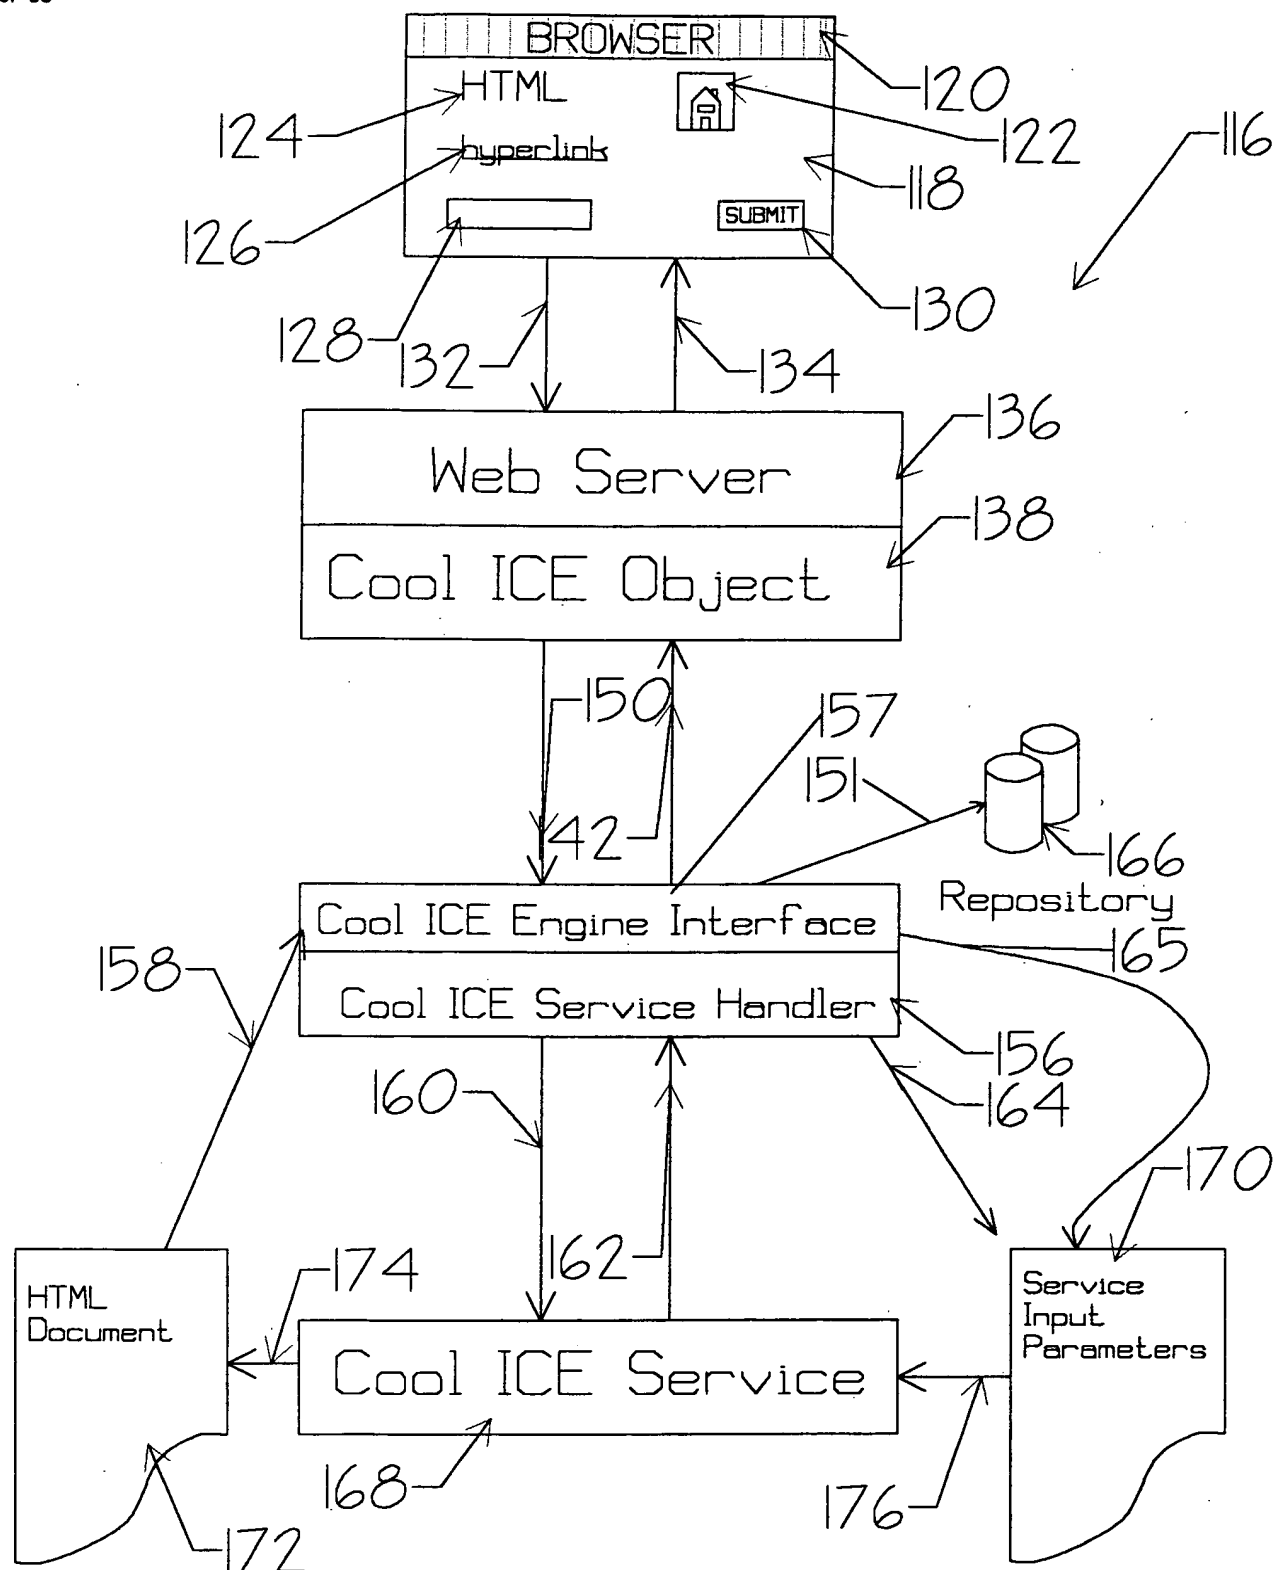 BROWSER
HTML
120
124
122
116
hyperlink
118
126
SUBMIT
130
128
132
134
136
Web Server
138
Cool ICE Object
150
157
151
142
166
Repository
Cool ICE Engine Interface
165
158
Cool ICE Service Handler
156
160
164
170
162
174
HTML
Document
Service
Input
Parameters
Cool ICE Service
168
176
172